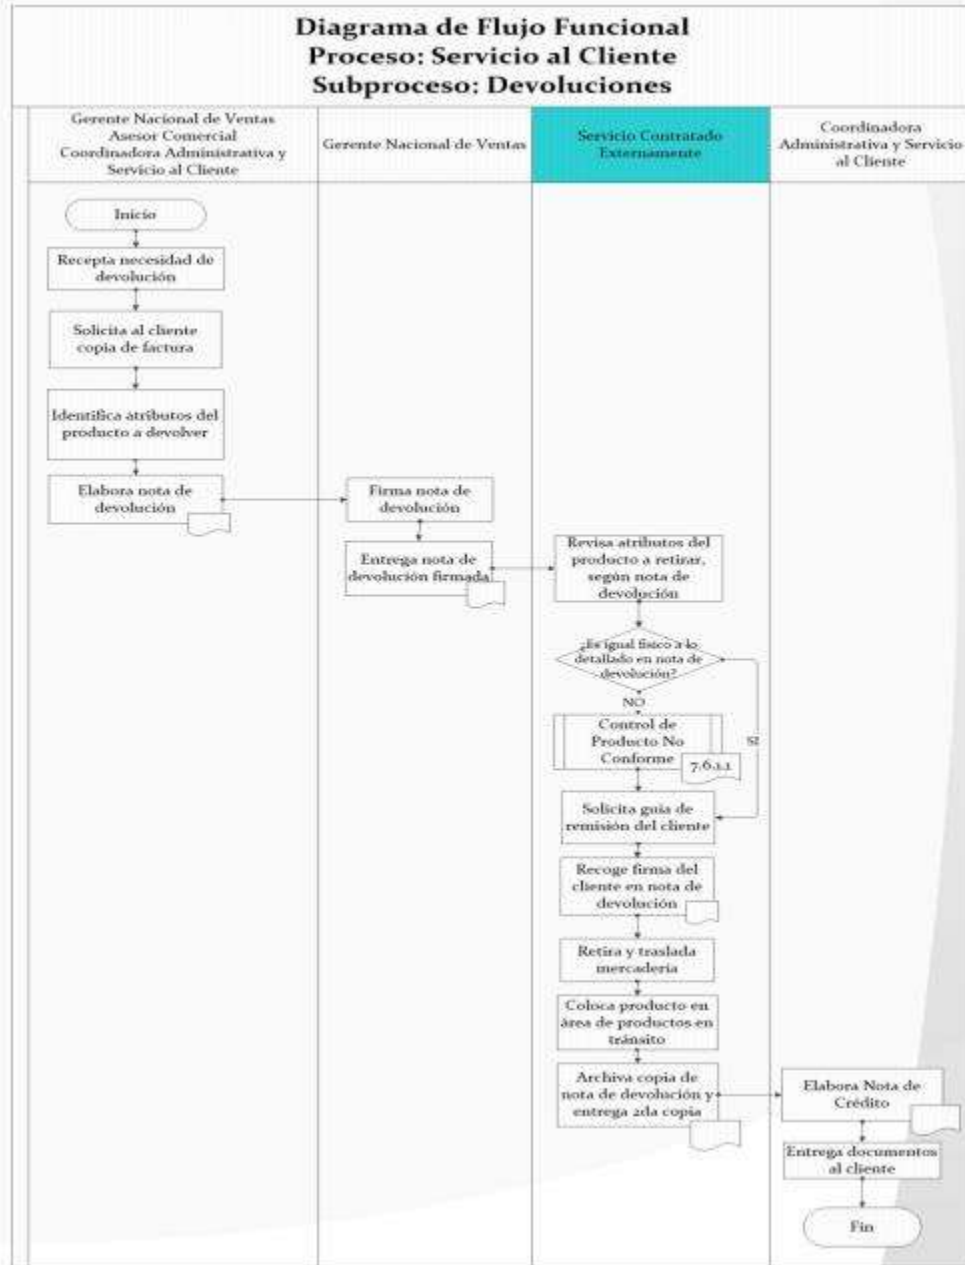 Diagrama de Flujo Funcional
Proceso: Servicio al Cliente
Subproceso: Devoluciones
Gerente Nacional de Ventas
Asesor Comercial
Coordinadora Administrativa y
Servicio al Cliente
Gerente Nacional de Ventas
Servicio Contratado
Externamente
Coordinadora
Administrativa y Servicio
al Cliente
Inicio
Recepta necesidad de
devolución
Solicita al cliente
copia de factura
Identifica atributos del
producto a devolver
Elabora nota de
devolución
Firma nota de
devolución
Entrega nota de
devolución firmada
Revisa atributos del
producto a retirar,
según nota de
devolución
¿Es igual físico a lo
detallado en nota de
devolución?
NO
SI
Control de
Producto No
Conforme
7.6.1.1
Solicita guía de
remisión del cliente
Recoge firma del
cliente en nota de
devolución
Retira y traslada
mercadería
Coloca producto en
área de productos en
tránsito
Archiva copia de
nota de devolución y
entrega 2da copia
Elabora Nota de
Crédito
Entrega documentos
al cliente
Fin